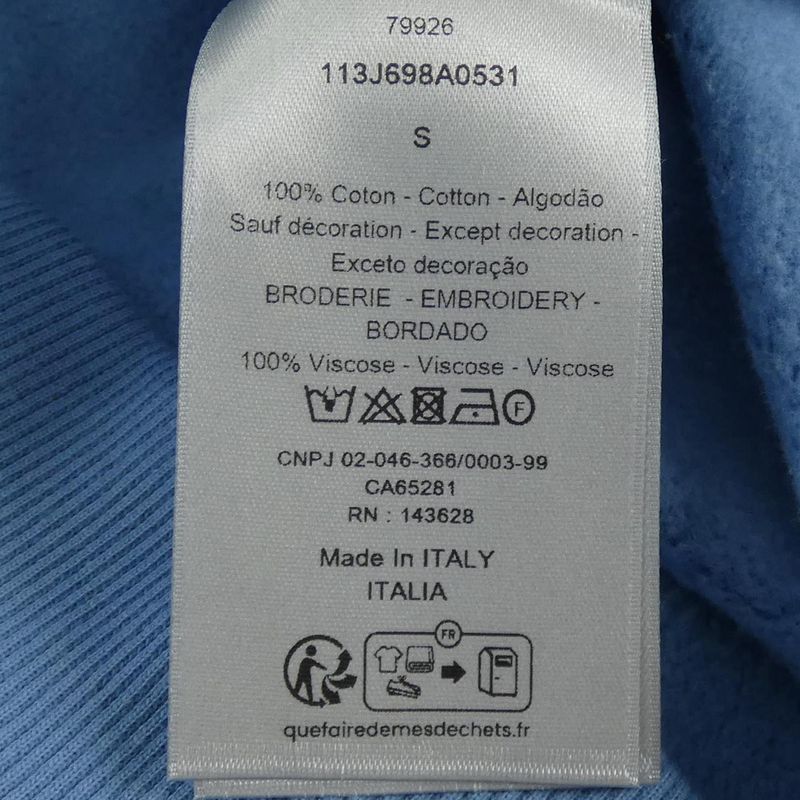 79926
113J698A0531
S
100% Coton - Cotton - Algodão
Sauf décoration - Except decoration -
Exceto decoração
BRODERIE - EMBROIDERY -
BORDADO
100% Viscose - Viscose - Viscose
F
CNPJ 02-046-366/0003-99
CA65281
RN : 143628
Made In ITALY
ITALIA
FR
quefairedemesdechets.fr